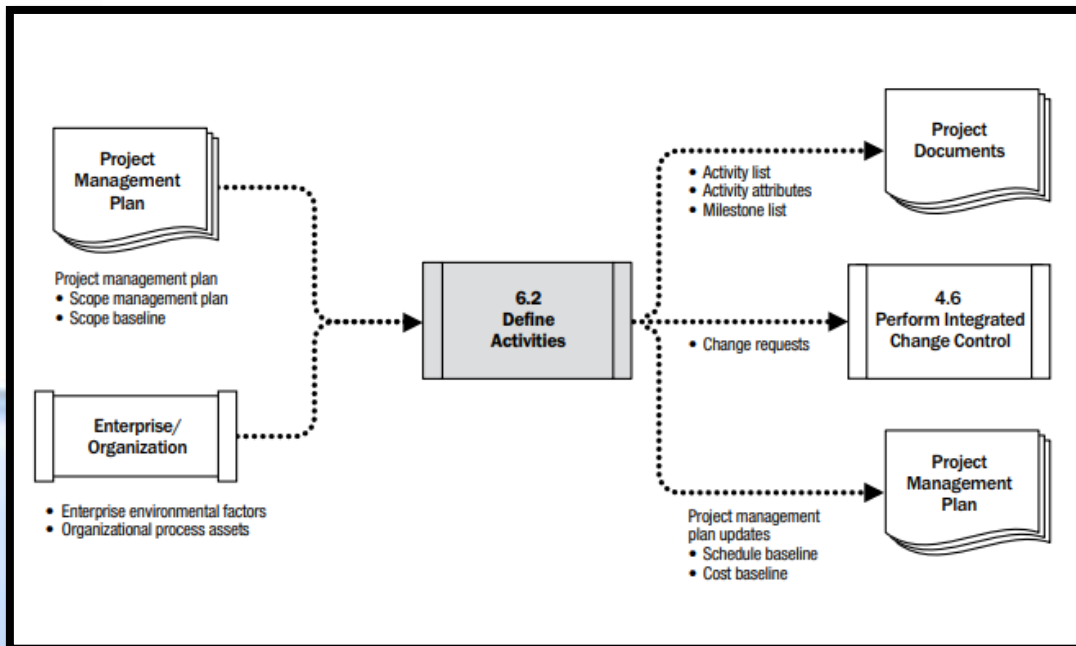 Project
Management
Plan
Project management plan
• Scope management plan
• Scope baseline
Enterprise/
Organization
• Enterprise environmental factors
• Organizational process assets
6.2
Define
Activities
• Activity list
• Activity attributes
• Milestone list
Project
Documents
• Change requests
4.6
Perform Integrated
Change Control
Project management
plan updates
• Schedule baseline
• Cost baseline
Project
Management
Plan